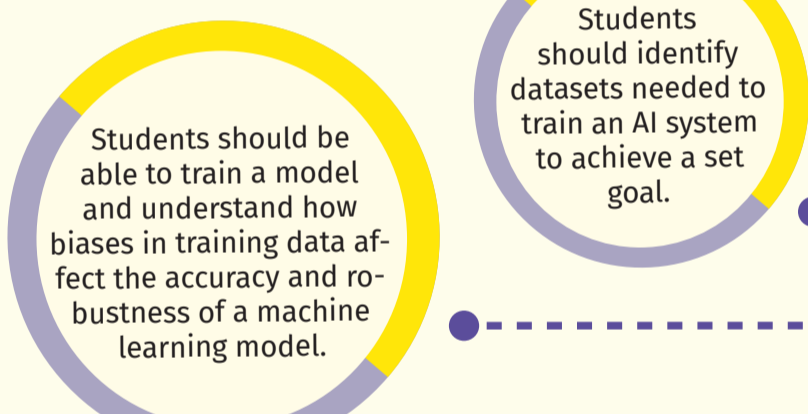 Students should be
able to train a model
and understand how
biases in training data af-
fect the accuracy and ro-
bustness of a machine
learning model.
Students
should identify
datasets needed to
train an AI system
to achieve a set
goal.